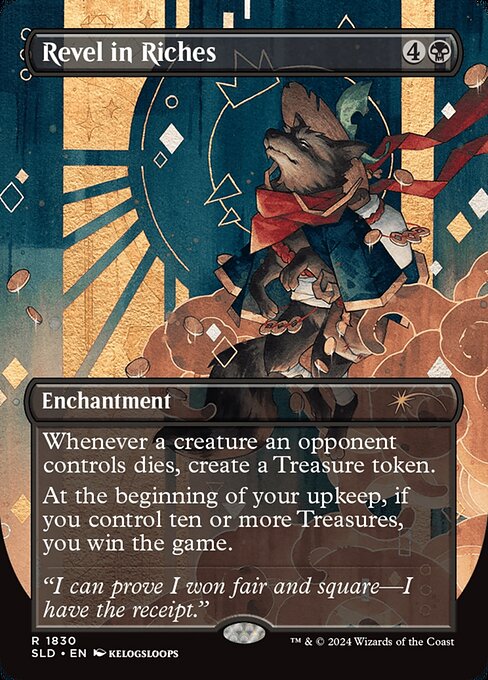 Revel in Riches 4
Enchantment
Whenever a creature an opponent
controls dies, create a Treasure token.
At the beginning of your upkeep, if
you control ten or more Treasures,
you win the game.
“I can prove I won fair and square—I
have the receipt.”
R 1830
SLD • EN KELOGSLOOPS
™ & © 2024 Wizards of the Coast